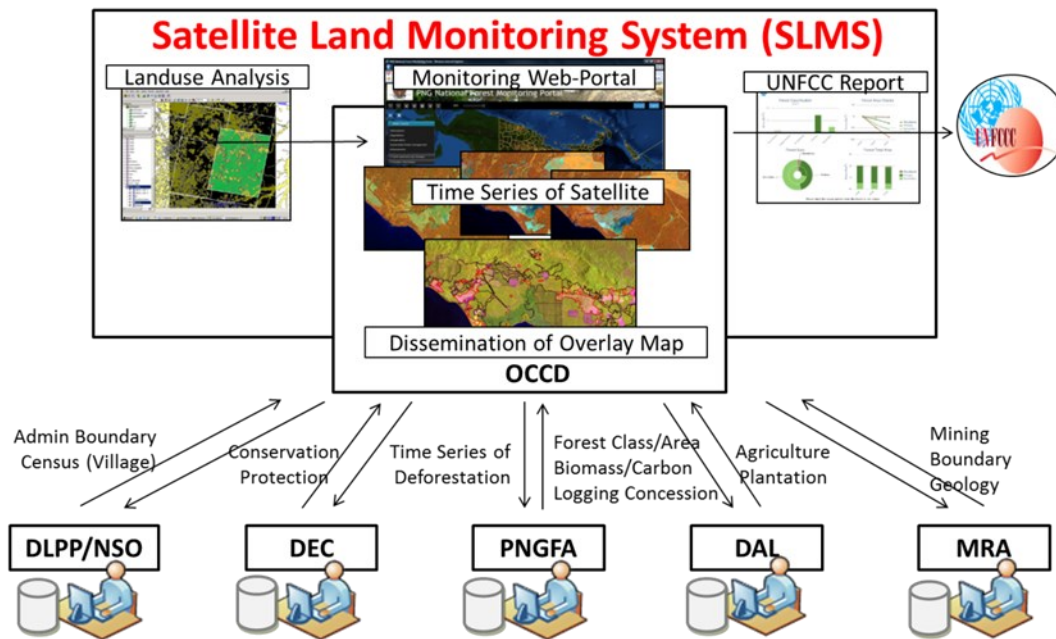 Satellite Land Monitoring System (SLMS)
Landuse Analysis
Monitoring Web-Portal
UNFCC Report
PNG National Forest Monitoring Portal
UNFCCC
Time Series of Satellite
Dissemination of Overlay Map
OCCD
Admin Boundary
Census (Village)
Conservation
Protection
Time Series of
Deforestation
Forest Class/Area
Biomass/Carbon
Logging Concession
Agriculture
Plantation
Mining
Boundary
Geology
DLPP/NSO
DEC
PNGFA
DAL
MRA